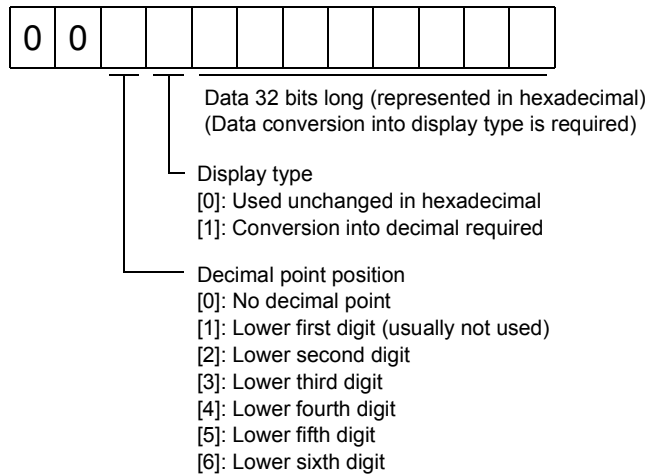 0 0
Data 32 bits long (represented in hexadecimal)
(Data conversion into display type is required)
Display type
[0]: Used unchanged in hexadecimal
[1]: Conversion into decimal required
Decimal point position
[0]: No decimal point
[1]: Lower first digit (usually not used)
[2]: Lower second digit
[3]: Lower third digit
[4]: Lower fourth digit
[5]: Lower fifth digit
[6]: Lower sixth digit